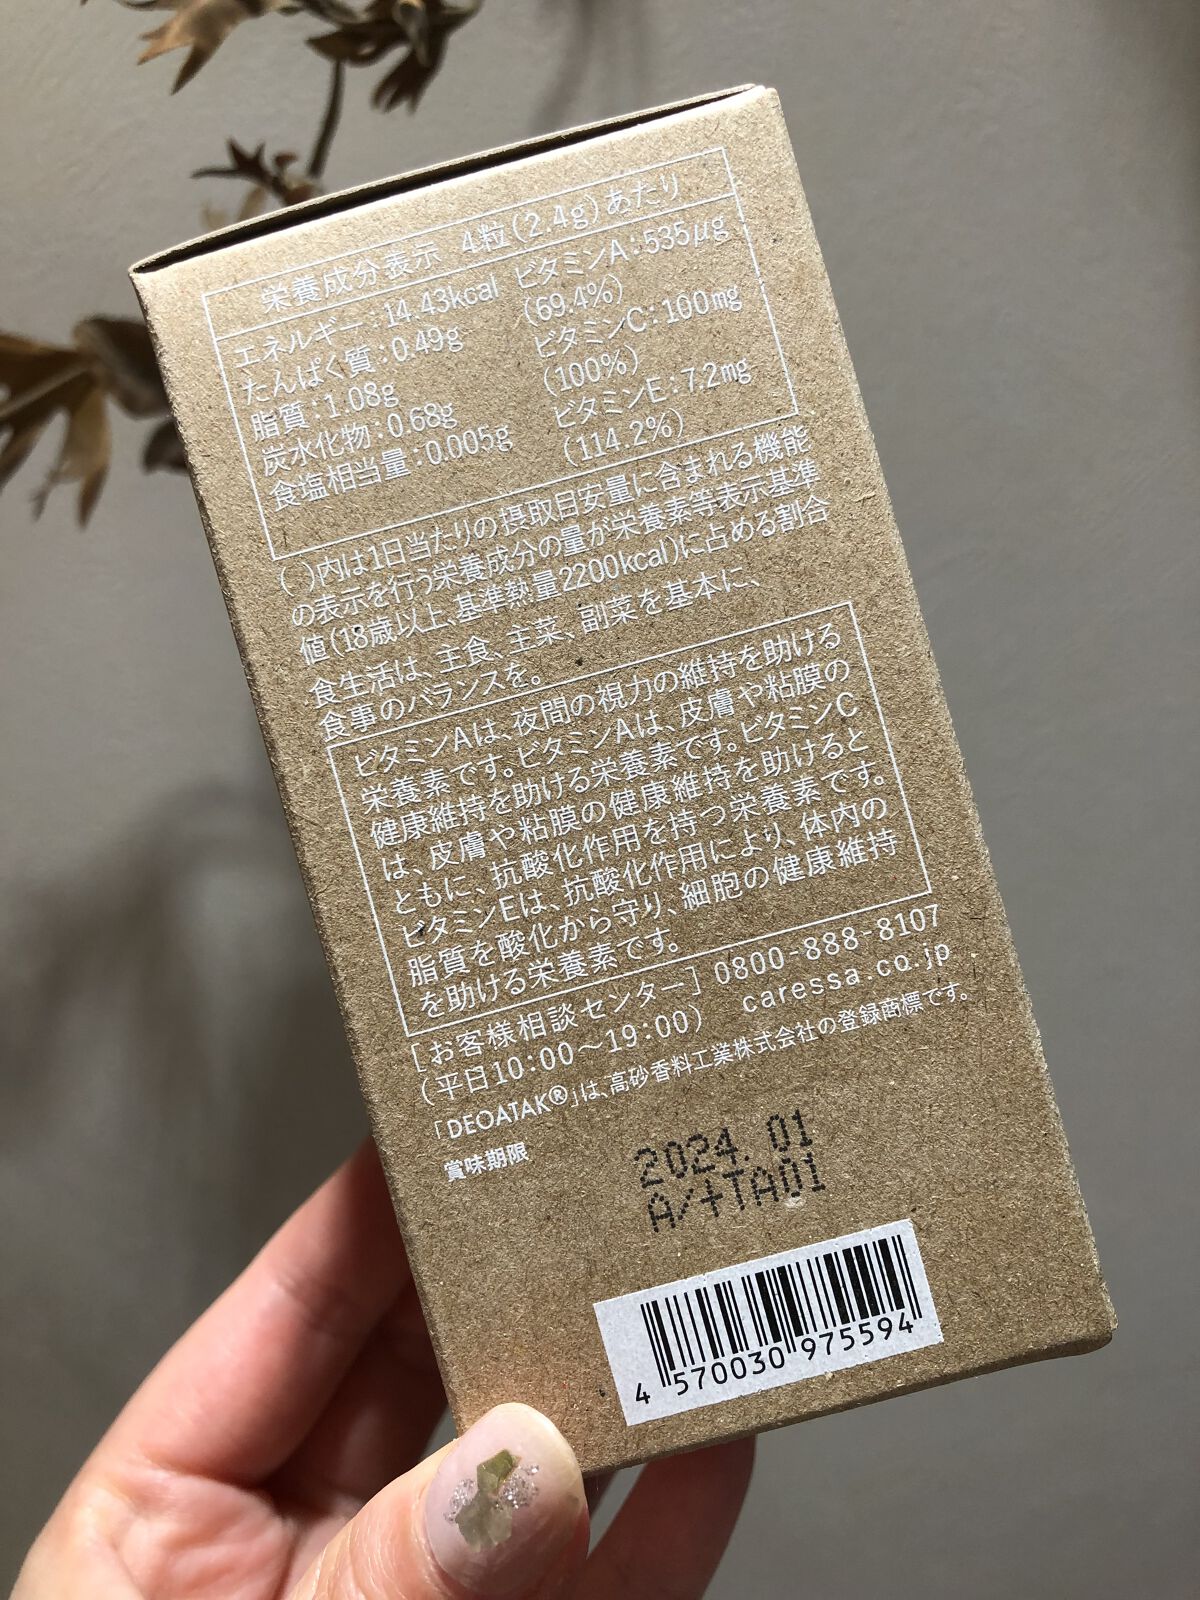 栄養成分表示 4粒(2.4g)あたり
エネルギー:14.43kcal
たんぱく質:0.49g
脂質:1.08g
炭水化物:0.68g
食塩相当量:0.005g
ビタミンA:535μg
(69.4%)
ビタミンC:100mg
(100%)
ビタミンE:7.2mg
(114.2%)
( )内は1日当たりの摂取目安量に含まれる機能
の表示を行う栄養成分の量が栄養素等表示基準
値(18歳以上、基準熱量2200kcal)に占める割合
食生活は、主食、主菜、副菜を基本に、
食事のバランスを。
ビタミンAは、夜間の視力の維持を助ける
栄養素です。ビタミンAは、皮膚や粘膜の
健康維持を助ける栄養素です。ビタミンC
は、皮膚や粘膜の健康維持を助けると
ともに、抗酸化作用を持つ栄養素です。
ビタミンEは、抗酸化作用により、体内の
脂質を酸化から守り、細胞の健康維持
を助ける栄養素です。
[お客様相談センター] 0800-888-8107
(平日10:00〜19:00) caressa.co.jp
「DEOATAK®」は、高砂香料工業株式会社の登録商標です。
賞味期限
2024.01
A/+TA01
4 570030 975594